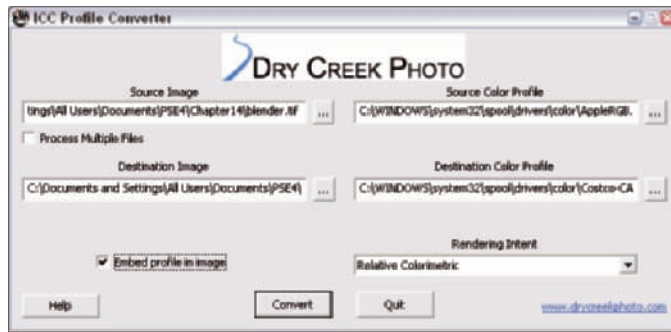 ICC Profile Converter
DRY CREEK PHOTO
Source Image
Source Color Profile
tings\All Users\Documents\PSE4\Chapter14\blender.tif
...
C:\WINDOWS\system32\spool\drivers\color\AppleRGB.
...
Process Multiple Files
Destination Image
Destination Color Profile
C:\Documents and Settings\All Users\Documents\PSE4\
...
C:\WINDOWS\system32\spool\drivers\color\Costco-CA
...
Embed profile in image
Rendering Intent
Relative Colorimetric
Help
Convert
Quit
www.drycreekphoto.com